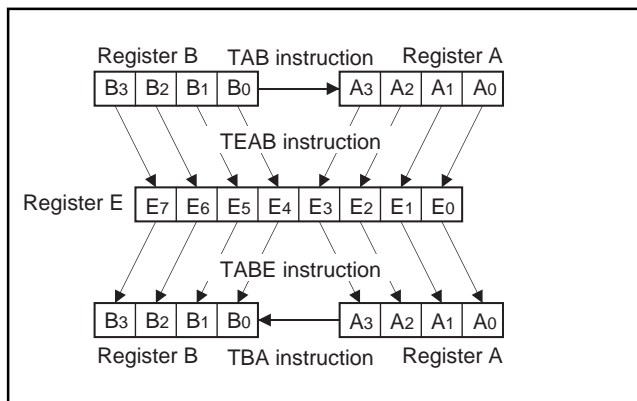 Register B TAB instruction Register A
B3 B2 B1 B0 A3 A2 A1 A0
TEAB instruction
Register E E7 E6 E5 E4 E3 E2 E1 E0
TABE instruction
B3 B2 B1 B0 A3 A2 A1 A0
Register B TBA instruction Register A